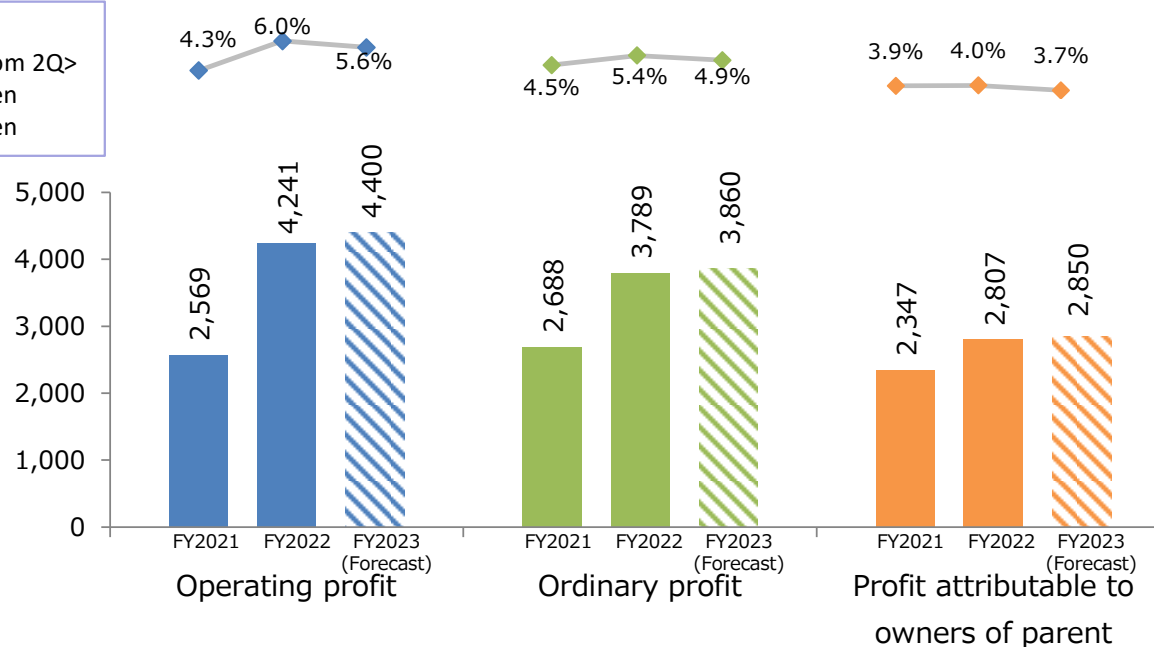 om 2Q>
en
en
4.3%
6.0%
5.6%
4.5%
5.4%
4.9%
3.9%
4.0%
3.7%
5,000
4,000
3,000
2,000
1,000
0
2,569
4,241
4,400
2,688
3,789
3,860
2,347
2,807
2,850
FY2021 FY2022 FY2023
(Forecast)
Operating profit
FY2021 FY2022 FY2023
(Forecast)
Ordinary profit
FY2021 FY2022 FY2023
(Forecast)
Profit attributable to
owners of parent